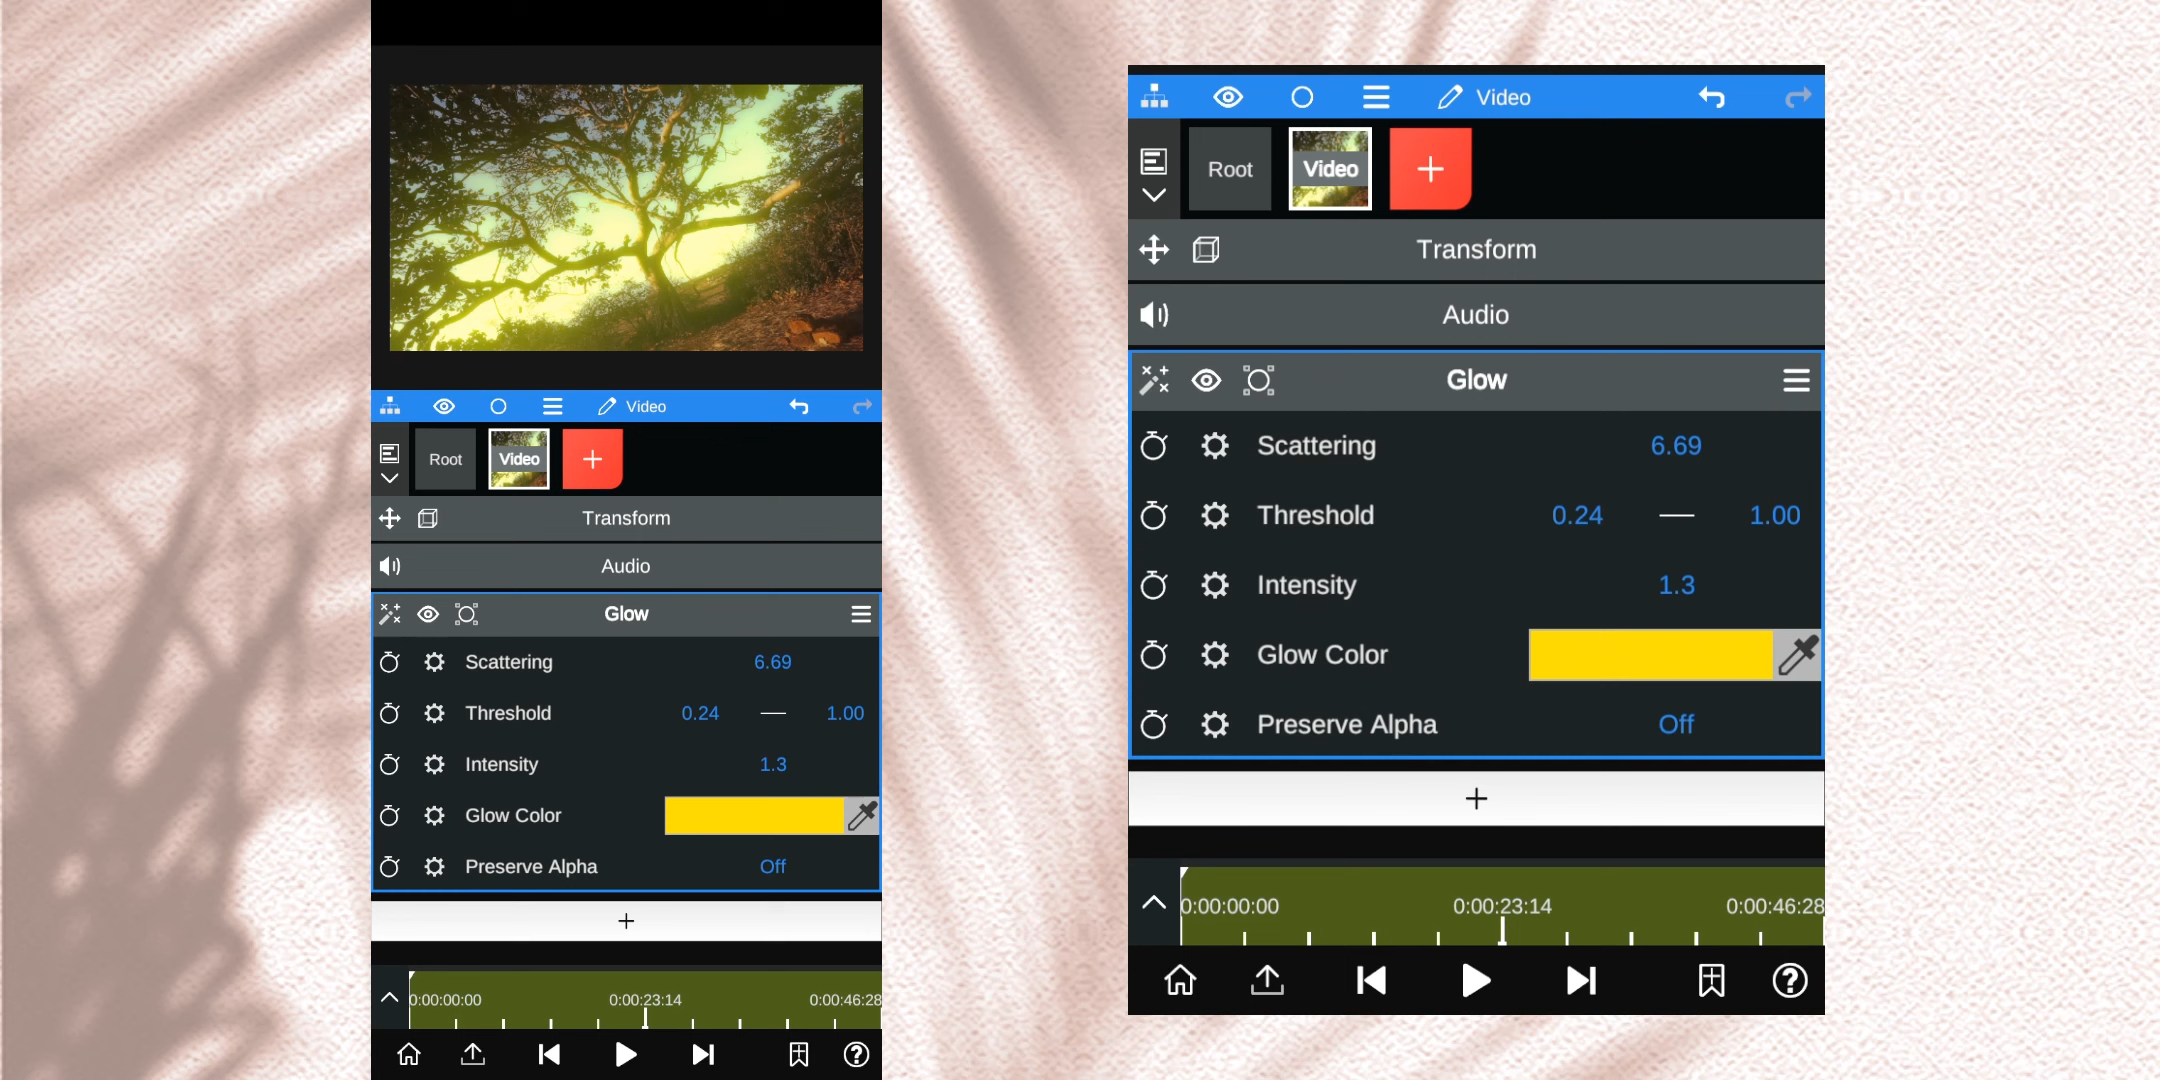 Video
Root
Video
+
Transform
Audio
Glow
Scattering 6.69
Threshold 0.24 — 1.00
Intensity 1.3
Glow Color
Preserve Alpha Off
+
0:00:00:00 0:00:23:14 0:00:46:28
Video
Root
Video
+
Transform
Audio
Glow
Scattering 6.69
Threshold 0.24 — 1.00
Intensity 1.3
Glow Color
Preserve Alpha Off
+
0:00:00:00 0:00:23:14 0:00:46:28